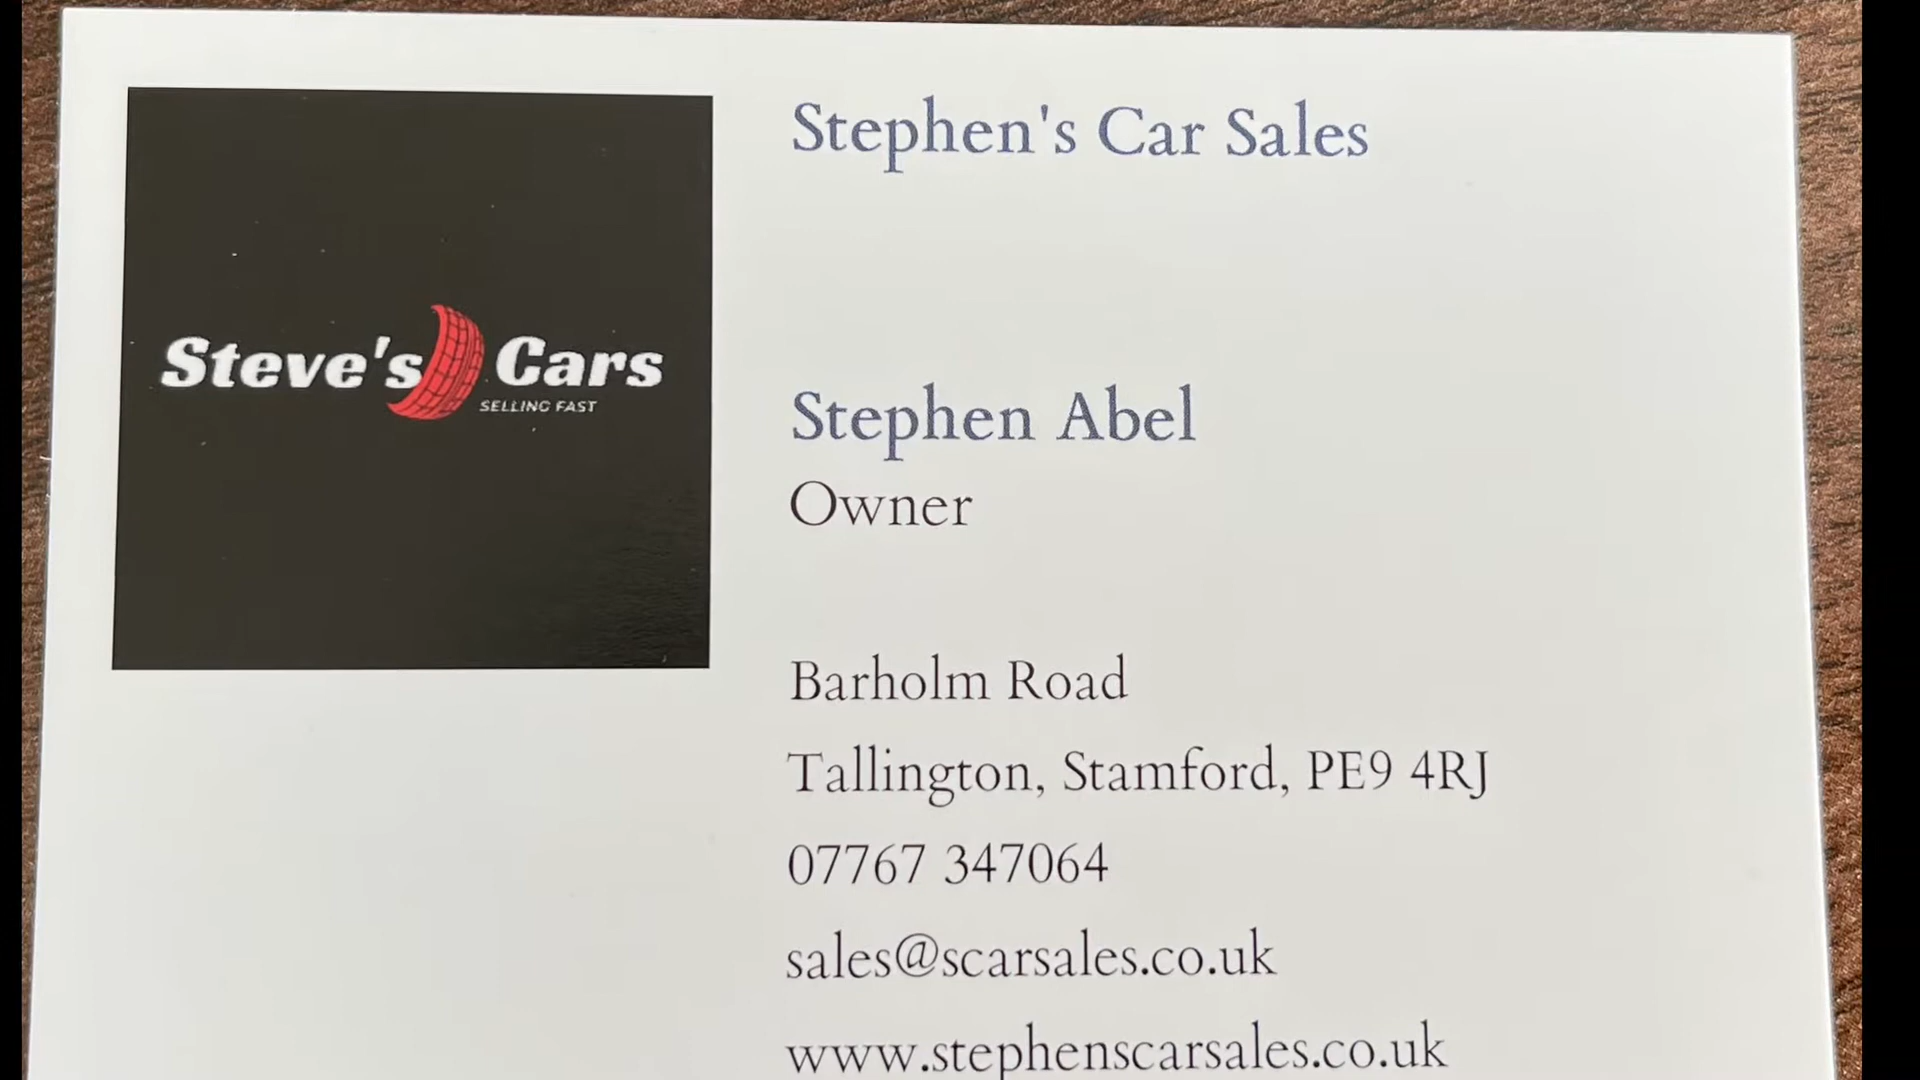 Stephen's Car Sales
Steve's Cars
SELLING FAST
Stephen Abel
Owner
Barholm Road
Tallington, Stamford, PE9 4RJ
07767 347064
sales@scarsales.co.uk
www.stephenscarsales.co.uk